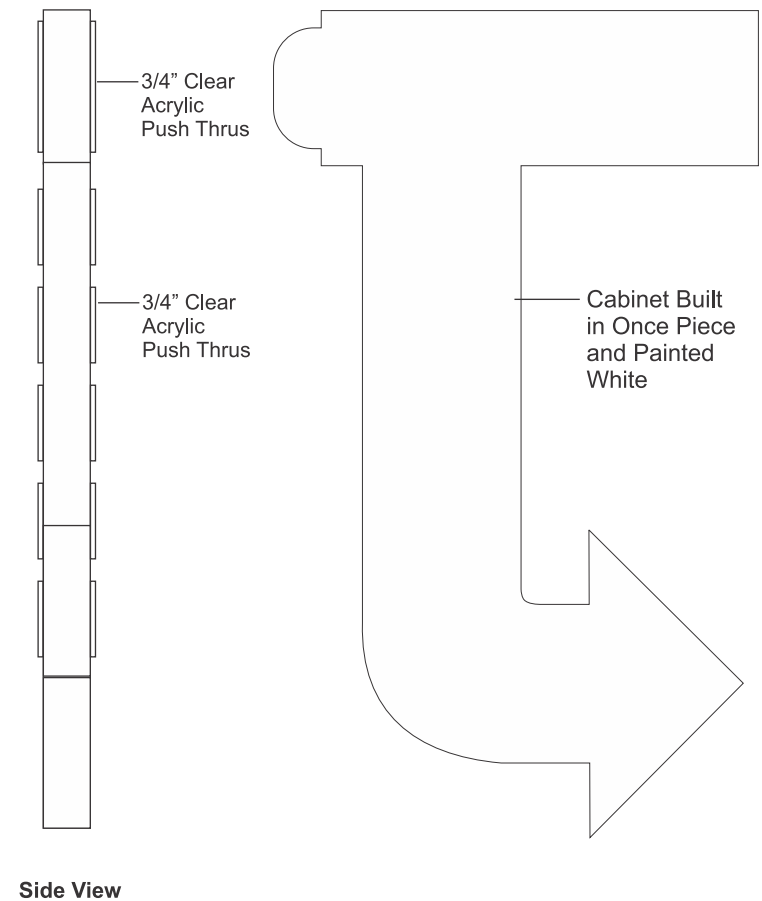 3/4” Clear
Acrylic
Push Thrus
3/4” Clear
Acrylic
Push Thrus
Cabinet Built
in Once Piece
and Painted
White
Side View